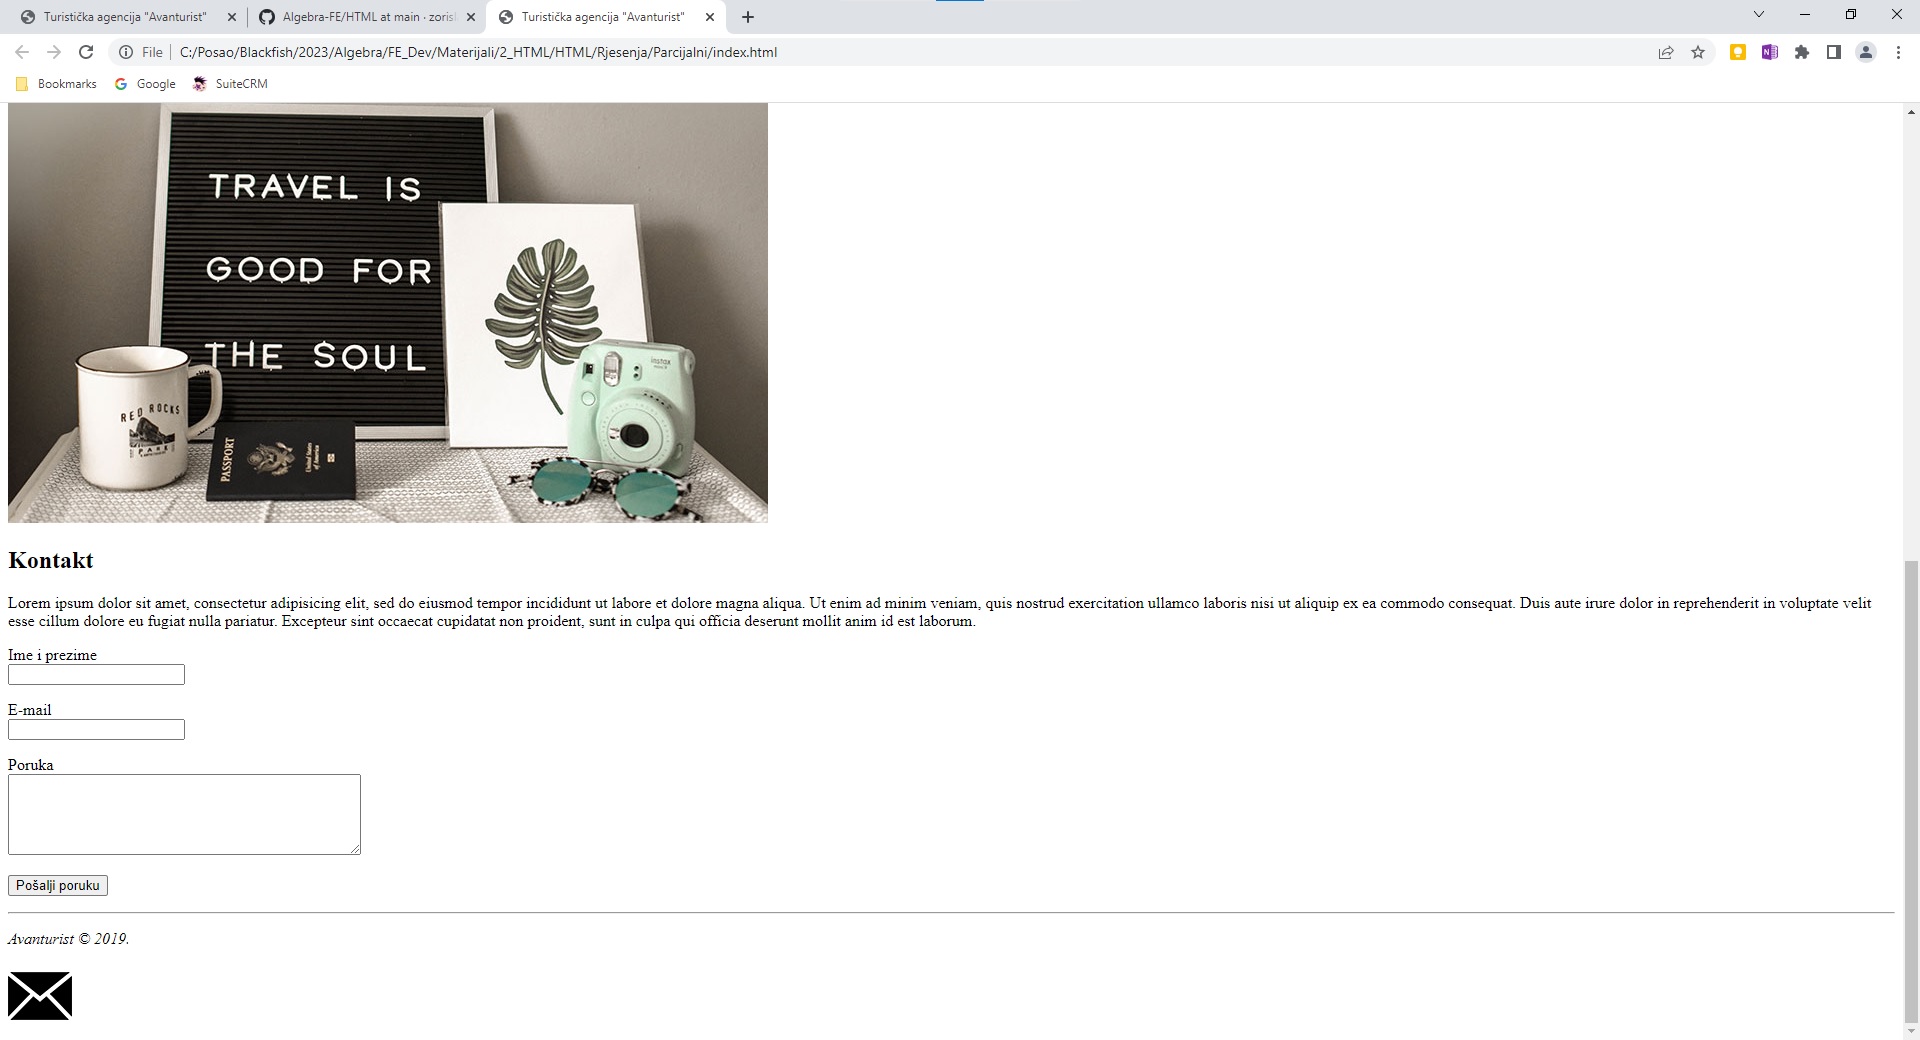 Turistička agencija "Avanturist"
Algebra-FE/HTML at main · zoris
Turistička agencija "Avanturist"
File
C:/Posao/Blackfish/2023/Algebra/FE_Dev/Materijali/2_HTML/HTML/Rjesenja/Parcijalni/index.html
Bookmarks
Google
SuiteCRM
TRAVEL IS
GOOD FOR
THE SOUL
instax
RED ROCKS
PARK
PASSPORT
United States
of America
Kontakt
Lorem ipsum dolor sit amet, consectetur adipisicing elit, sed do eiusmod tempor incididunt ut labore et dolore magna aliqua. Ut enim ad minim veniam, quis nostrud exercitation ullamco laboris nisi ut aliquip ex ea commodo consequat. Duis aute irure dolor in reprehenderit in voluptate velit
esse cillum dolore eu fugiat nulla pariatur. Excepteur sint occaecat cupidatat non proident, sunt in culpa qui officia deserunt mollit anim id est laborum.
Ime i prezime
E-mail
Poruka
Pošalji poruku
Avanturist © 2019.